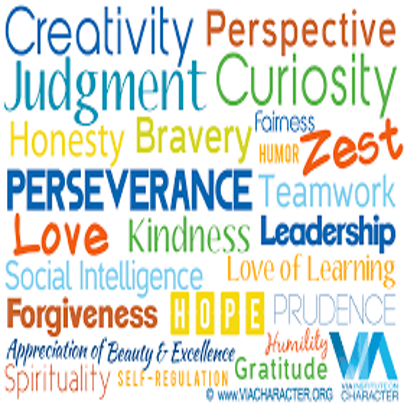 Creativity Perspective
Judgment Curiosity
Honesty Bravery Fairness
HUMOR Zest
PERSEVERANCE Teamwork
Love Kindness Leadership
Social Intelligence Love of Learning
Forgiveness HOPE PRUDENCE
Appreciation of Beauty & Excellence Humility
Spirituality SELF-REGULATION Gratitude
VIA
VIA INSTITUTE ON
CHARACTER
© www.VIACHARACTER.ORG